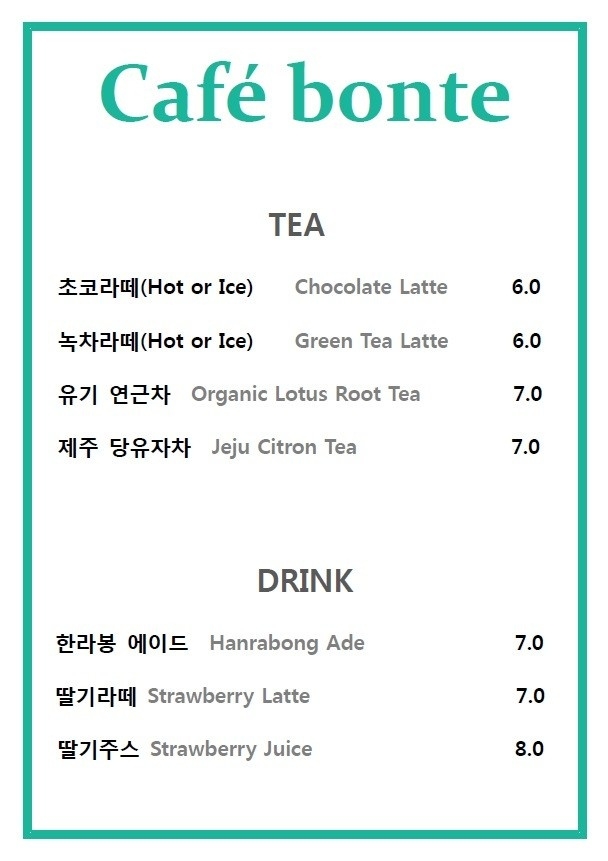 Café bonte
TEA
초코라떼(Hot or Ice) Chocolate Latte 6.0
녹차라떼(Hot or Ice) Green Tea Latte 6.0
유기 연근차 Organic Lotus Root Tea 7.0
제주 당유자차 Jeju Citron Tea 7.0
DRINK
한라봉 에이드 Hanrabong Ade 7.0
딸기라떼 Strawberry Latte 7.0
딸기주스 Strawberry Juice 8.0